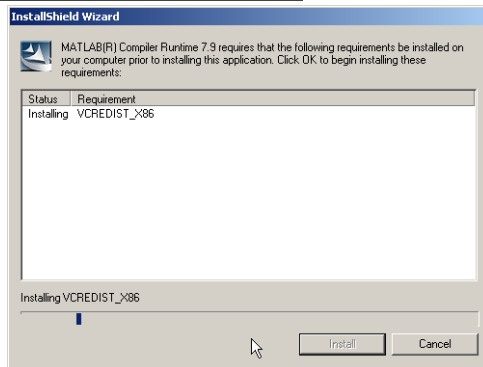 InstallShield Wizard
MATLAB(R) Compiler Runtime 7.9 requires that the following requirements be installed on
your computer prior to installing this application. Click OK to begin installing these
requirements:
Status Requirement
Installing VCREDIST_X86
Installing VCREDIST_X86
Install Cancel